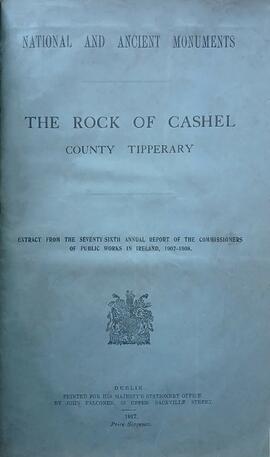 NATIONAL AND ANCIENT MONUMENTS
THE ROCK OF CASHEL
COUNTY TIPPERARY
EXTRACT FROM THE SEVENTY-SIXTH ANNUAL REPORT OF THE COMMISSIONERS
OF PUBLIC WORKS IN IRELAND, 1907-1908.
DUBLIN
PRINTED FOR HIS MAJESTY'S STATIONERY OFFICE
BY JOHN FALCONER, 53 UPPER SACKVILLE STREET.
1917.
Price Sixpence.